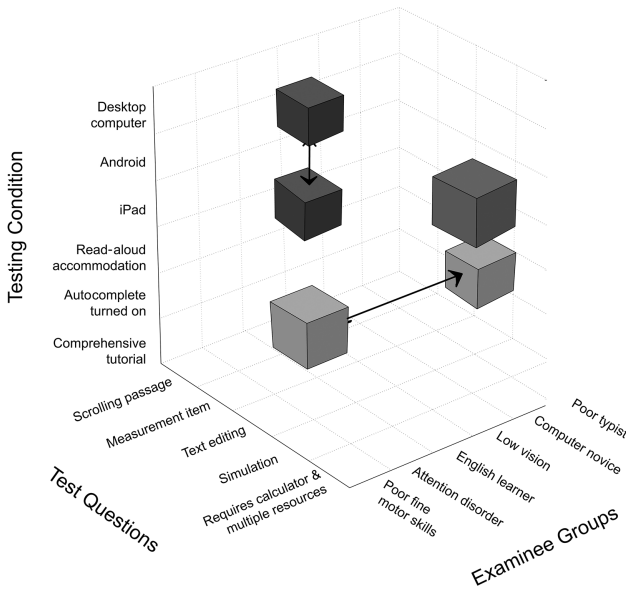 Testing Condition
Desktop
computer
Android
iPad
Read-aloud
accommodation
Autocomplete
turned on
Comprehensive
tutorial
Test Questions
Scrolling passage
Measurement item
Text editing
Simulation
Requires calculator &
multiple resources
Examinee Groups
Poor fine
motor skills
Attention disorder
English learner
Low vision
Computer novice
Poor